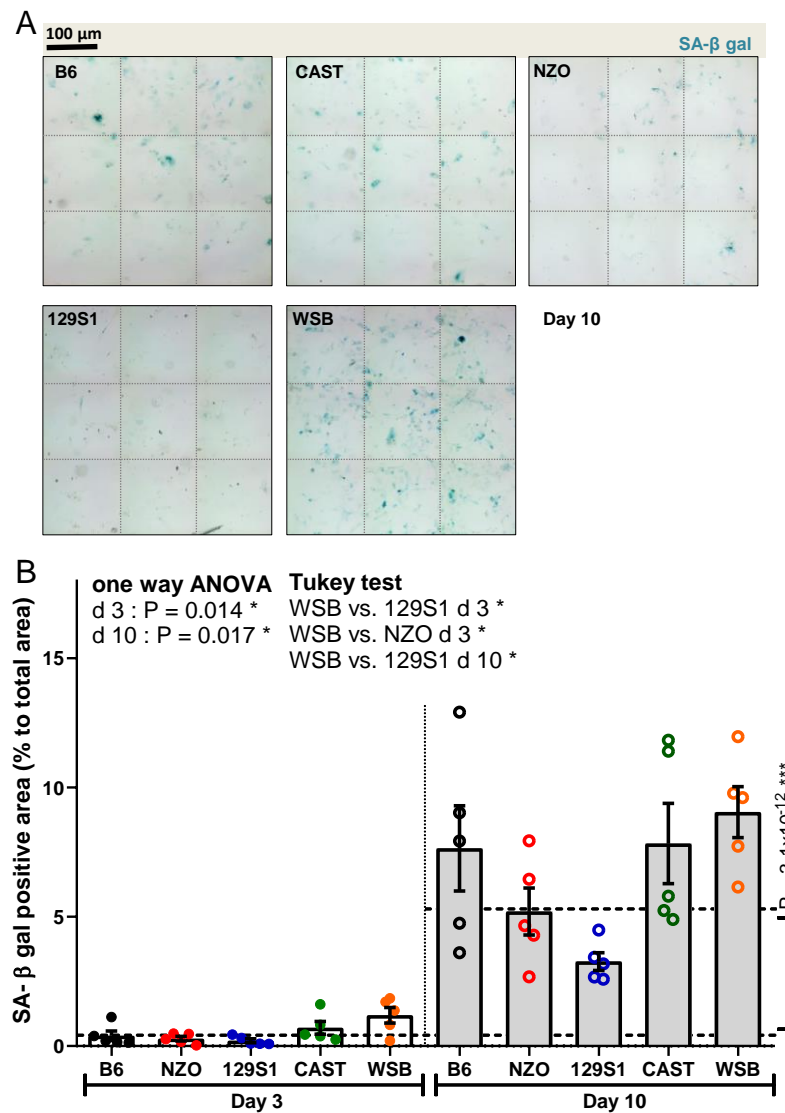 A
100 µm
SA-β gal
B6
CAST
NZO
129S1
WSB
Day 10
B
one way ANOVA
d 3 : P = 0.014 *
d 10 : P = 0.017 *
Tukey test
WSB vs. 129S1 d 3 *
WSB vs. NZO d 3 *
WSB vs. 129S1 d 10 *
SA- β gal positive area (% to total area)
15
10
5
0
B6 NZO 129S1 CAST WSB
Day 3
B6 NZO 129S1 CAST WSB
Day 10